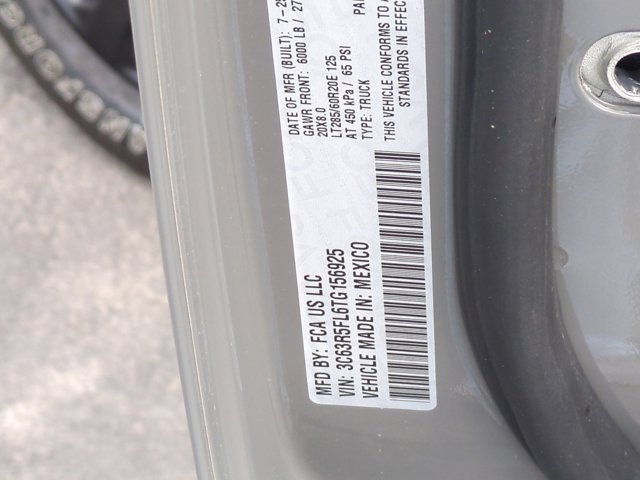 MFD BY: FCA US LLC
DATE OF MFR (BUILT): 7-20
GAWR FRONT: 6000 LB / 27
20X8.0
LT285/60R20E 125
AT 450 kPa / 65 PSI
TYPE: TRUCK
VIN: 3C63R5FL6TG156925
VEHICLE MADE IN: MEXICO
THIS VEHICLE CONFORMS TO A
STANDARDS IN EFFEC
PAI